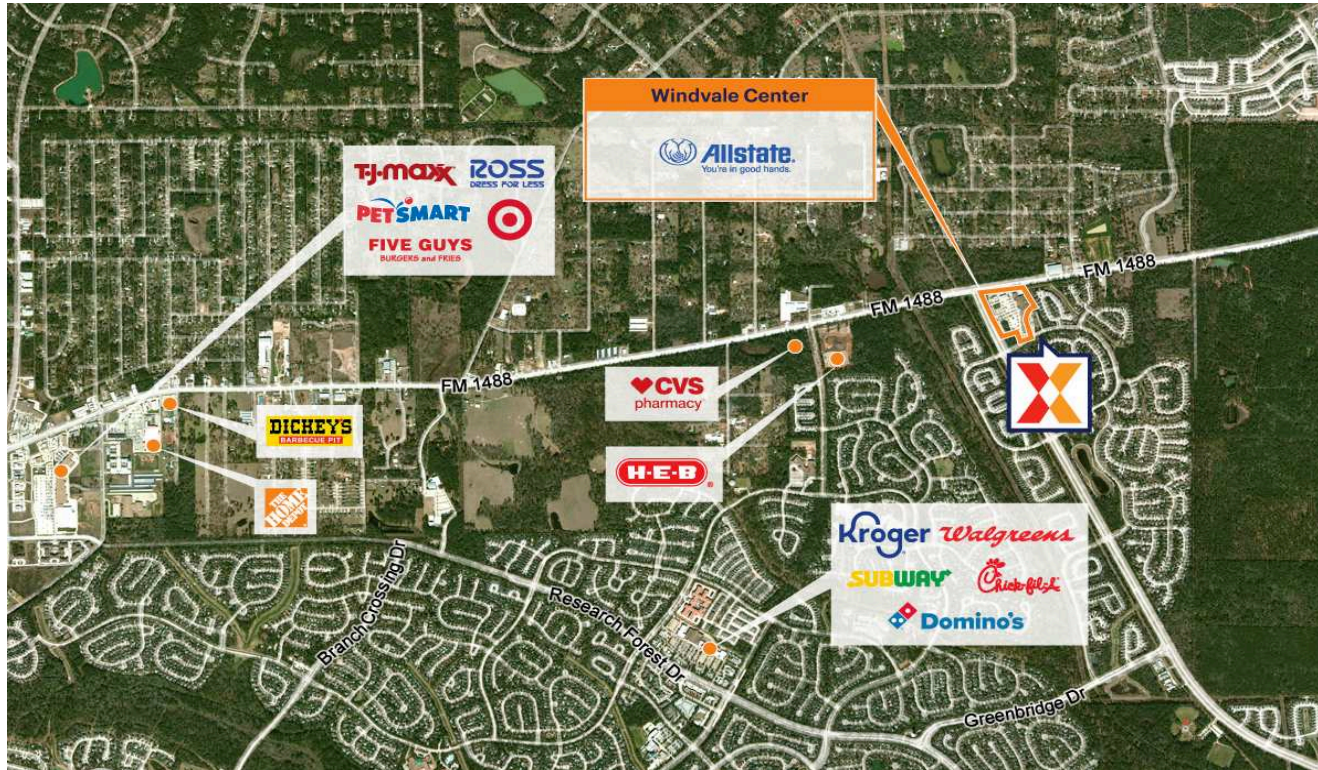 Windvale Center
Allstate.
You're in good hands.
T·J·maxx
ROSS
DRESS FOR LESS
PETSMART
FIVE GUYS
BURGERS and FRIES
FM 1488
FM 1488
FM 1488
CVS
pharmacy
DICKEY'S
BARBECUE PIT
H-E-B
®
THE
HOME
DEPOT
Kroger
Walgreens
SUBWAY
Chick-fil-A
Domino's
Branch Crossing Dr
Research Forest Dr
Greenbridge Dr